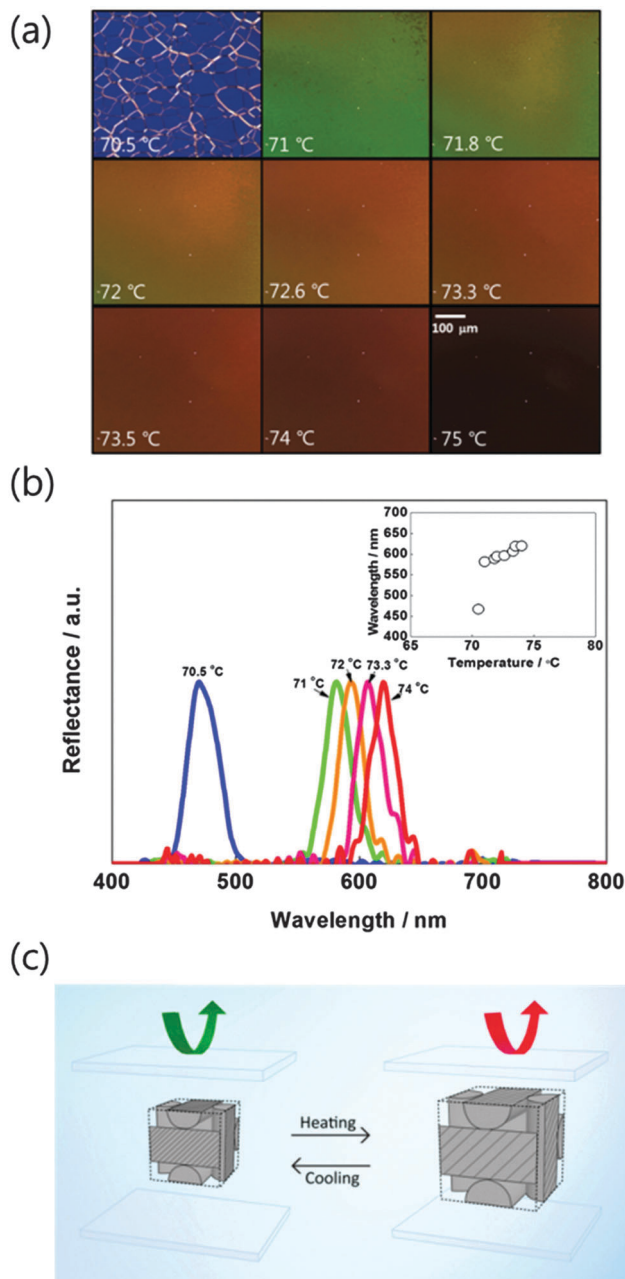 (a)
70.5 °C
71 °C
71.8 °C
72 °C
72.6 °C
73.3 °C
73.5 °C
74 °C
100 μm
75 °C
(b)
Reflectance / a.u.
70.5 °C
71 °C
72 °C
73.3 °C
74 °C
400 500 600 700 800
Wavelength / nm
Wavelength / nm
700
650
600
550
500
450
400
65 70 75 80
Temperature / °C
(c)
Heating
Cooling